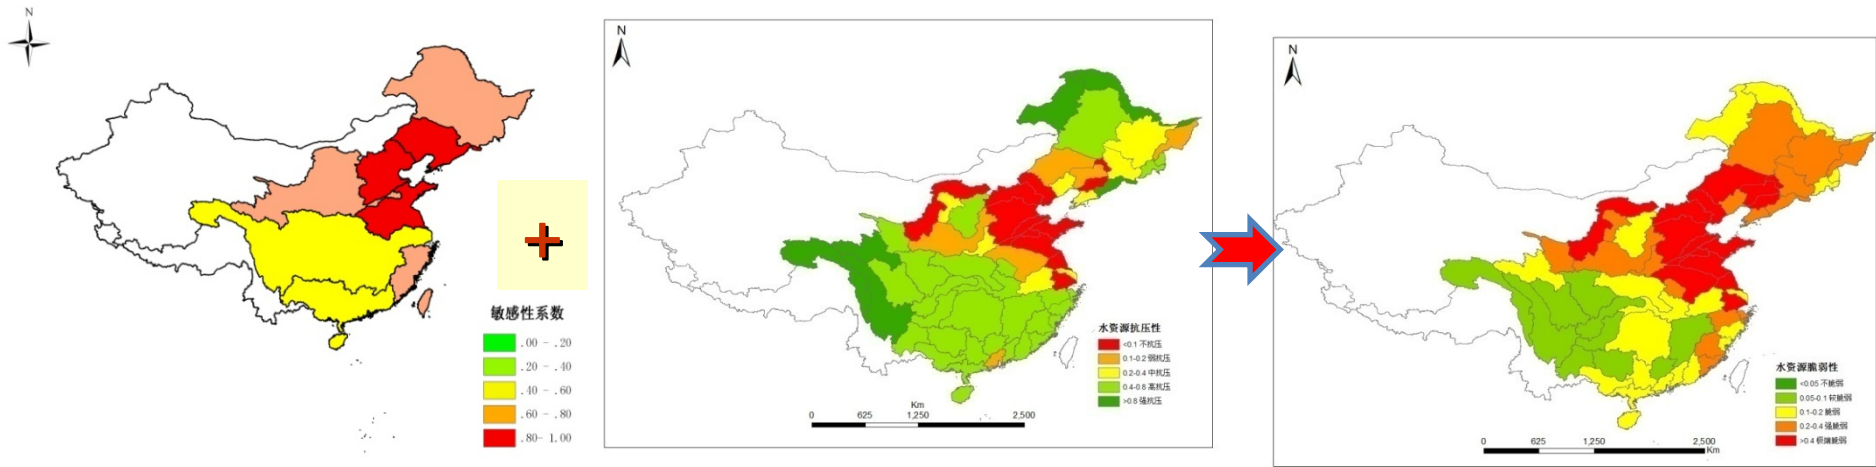 N
敏感性系数
.00 - .20
.20 - .40
.40 - .60
.60 - .80
.80- 1.00
+
N
水资源抗压性
<0.1 不抗压
0.1-0.2 弱抗压
0.2-0.4 中抗压
0.4-0.8 高抗压
>0.8 强抗压
Km
0 625 1,250 2,500
N
水资源脆弱性
<0.05 不脆弱
0.05-0.1 较脆弱
0.1-0.2 脆弱
0.2-0.4 强脆弱
>0.4 极端脆弱
0 625 1,250 2,500
Km